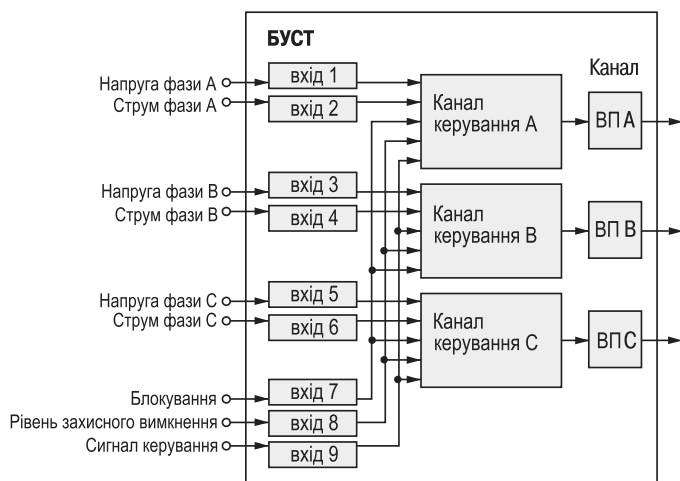 БУСТ
Канал
Напруга фази А
Струм фази А
вхід 1
вхід 2
Канал
керування А
ВП А
Напруга фази В
Струм фази В
вхід 3
вхід 4
Канал
керування В
ВП В
Напруга фази С
Струм фази С
вхід 5
вхід 6
Канал
керування С
ВП С
Блокування
вхід 7
Рівень захисного вимкнення
вхід 8
Сигнал керування
вхід 9